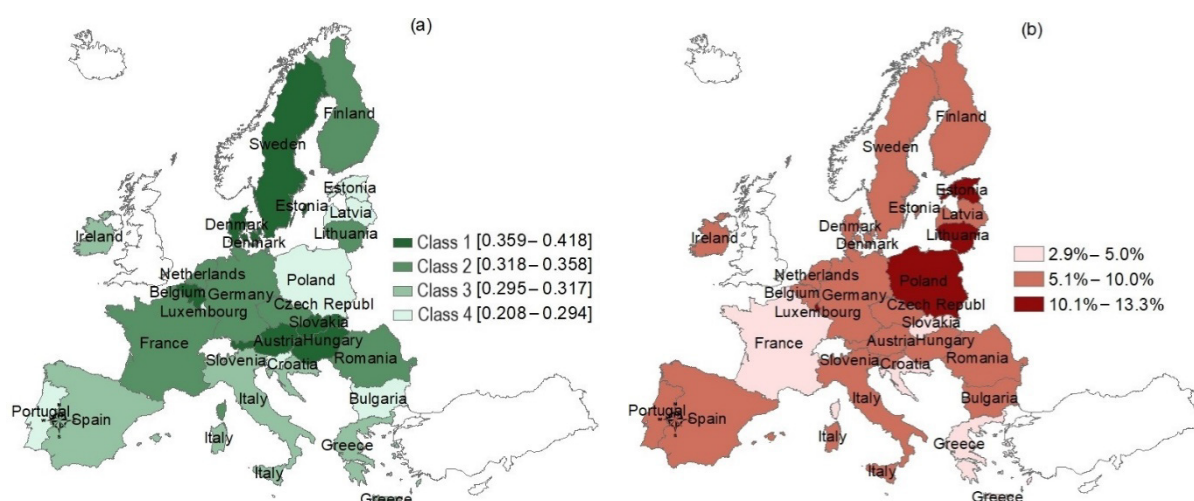 (a)
Finland
Sweden
Estonia
Estonia
Latvia
Denmark
Lithuania
Denmark
Ireland
Netherlands
Poland
Belgium
Germany
Czech Republ
Luxembourg
Slovakia
Austria
Hungary
France
Slovenia
Romania
Croatia
Italy
Bulgaria
Portugal
Spain
Italy
Greece
Italy
Greece
Class 1 [0.359 – 0.418]
Class 2 [0.318 – 0.358]
Class 3 [0.295 – 0.317]
Class 4 [0.208 – 0.294]
(b)
Finland
Sweden
Estonia
Estonia
Latvia
Denmark
Lithuania
Denmark
Ireland
Netherlands
Poland
Belgium
Germany
Czech Republ
Luxembourg
Slovakia
Austria
Hungary
France
Slovenia
Romania
Croatia
Italy
Bulgaria
Portugal
Spain
Italy
Greece
Italy
Greece
2.9% – 5.0%
5.1% – 10.0%
10.1% – 13.3%